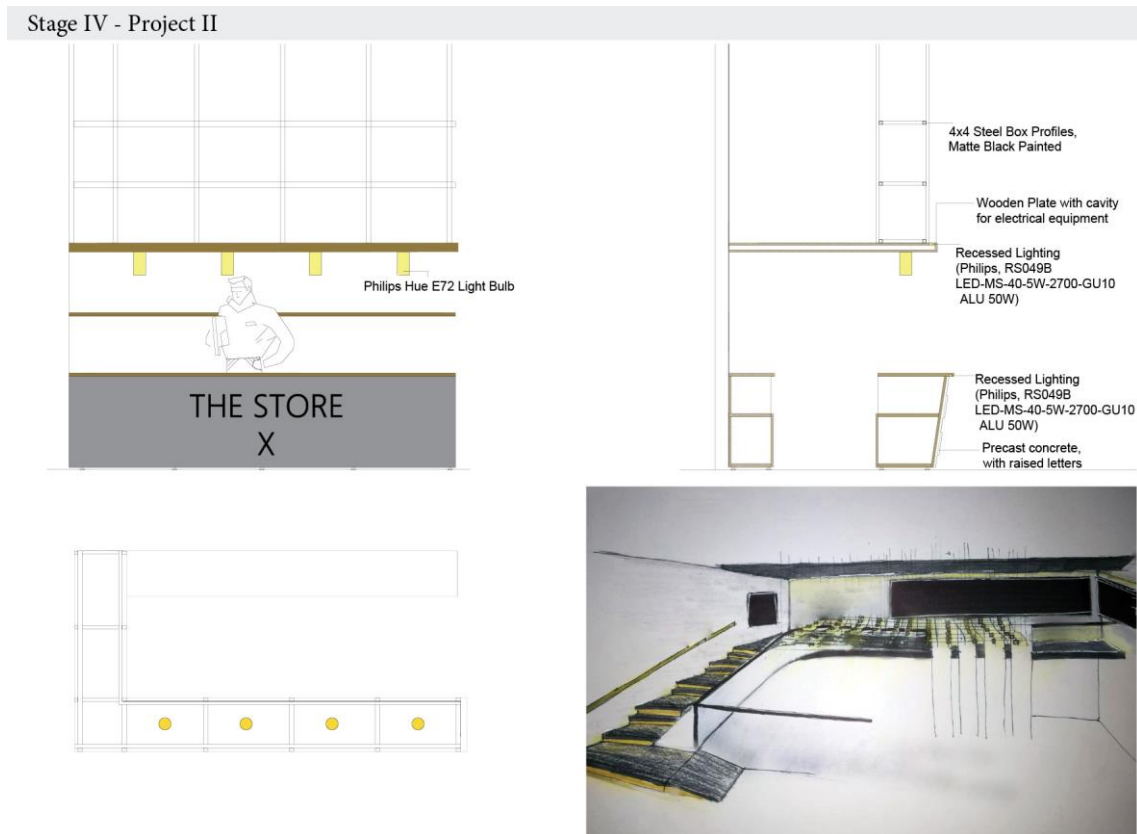 Stage IV - Project II
4x4 Steel Box Profiles,
Matte Black Painted
Wooden Plate with cavity
for electrical equipment
Recessed Lighting
(Philips, RS049B
LED-MS-40-5W-2700-GU10
ALU 50W)
Philips Hue E72 Light Bulb
THE STORE
X
Recessed Lighting
(Philips, RS049B
LED-MS-40-5W-2700-GU10
ALU 50W)
Precast concrete,
with raised letters